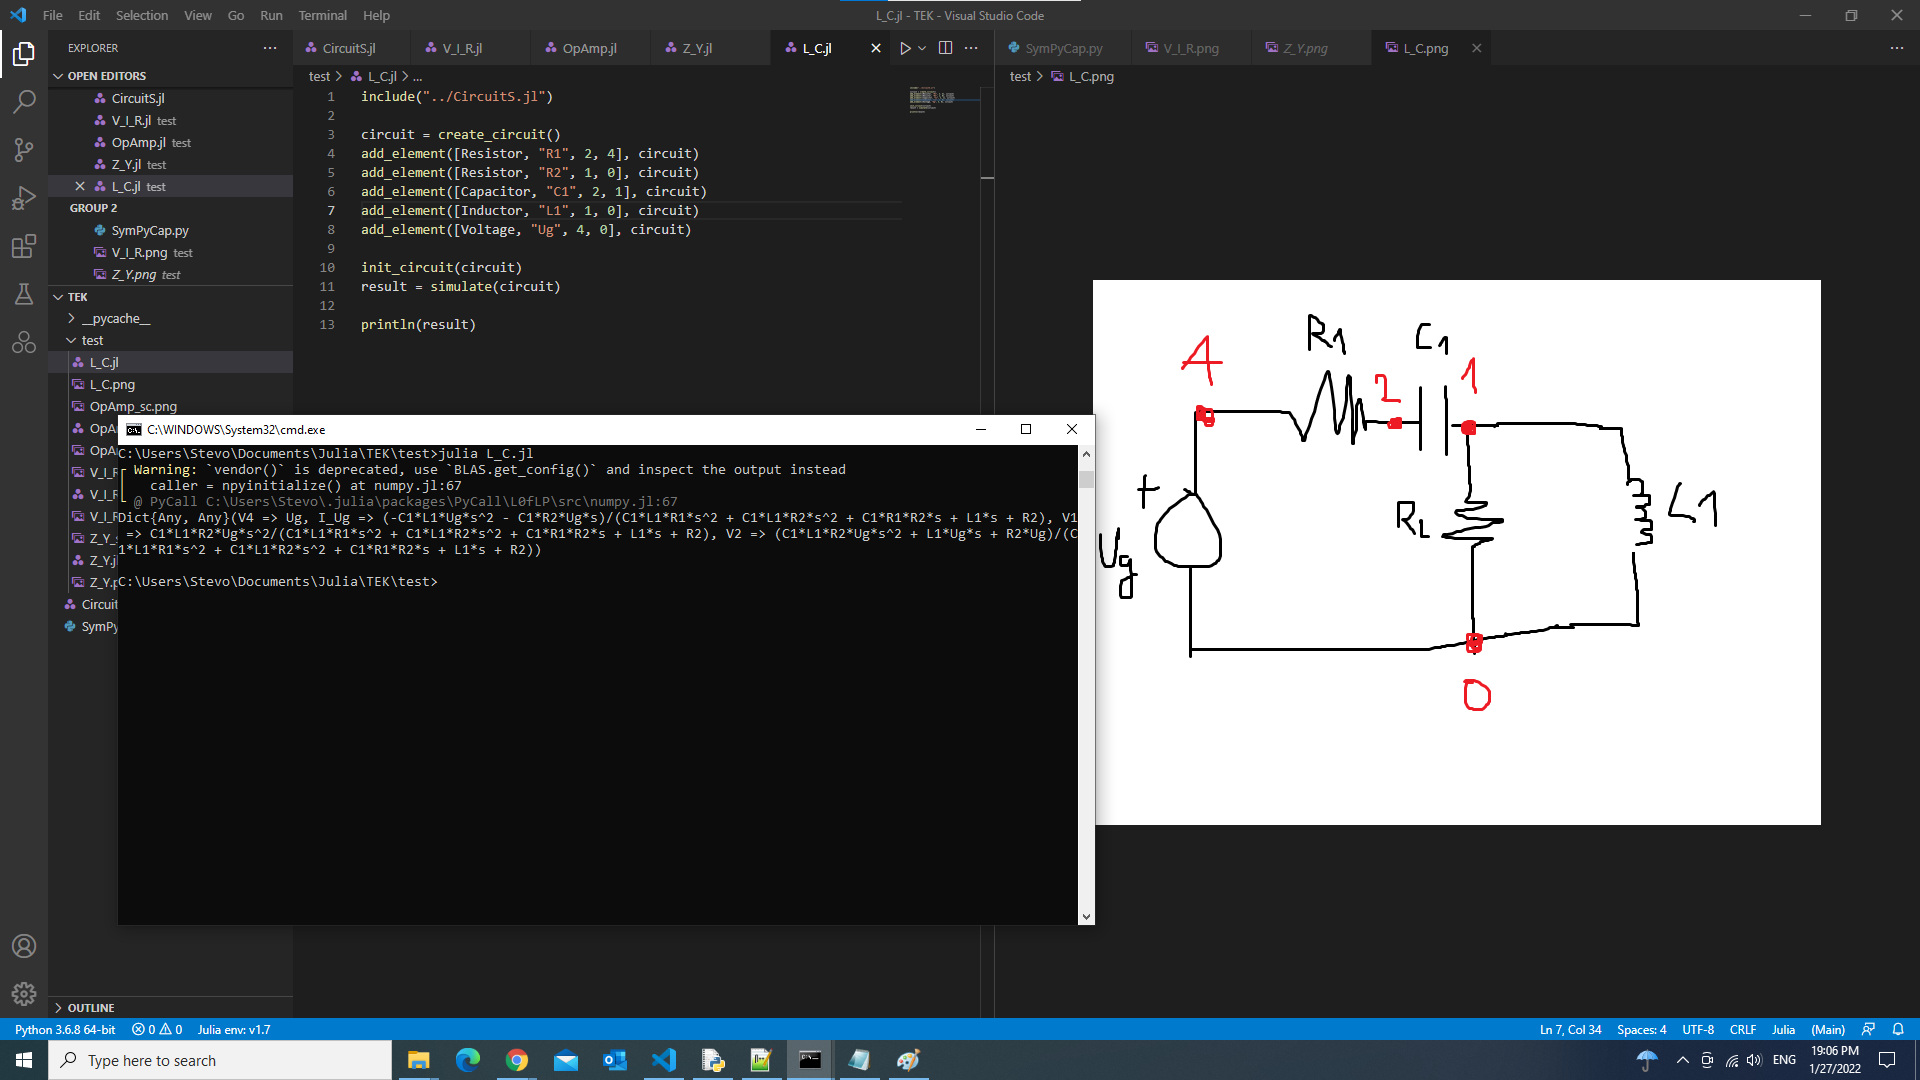 File Edit Selection View Go Run Terminal Help
L_C.jl - TEK - Visual Studio Code
EXPLORER
OPEN EDITORS
CircuitS.jl
V_I_R.jl test
OpAmp.jl test
Z_Y.jl test
L_C.jl test
GROUP 2
SymPyCap.py
V_I_R.png test
Z_Y.png test
TEK
__pycache__
test
L_C.jl
L_C.png
OpAmp_sc.png
OpA
OpA
V_I_F
V_I_
V_I_F
Z_Y_
Z_Y.j
Z_Y.p
Circuit
SymPy
OUTLINE
CircuitS.jl V_I_R.jl OpAmp.jl Z_Y.jl L_C.jl
test > L_C.jl > ...
1 include("../CircuitS.jl")
2
3 circuit = create_circuit()
4 add_element([Resistor, "R1", 2, 4], circuit)
5 add_element([Resistor, "R2", 1, 0], circuit)
6 add_element([Capacitor, "C1", 2, 1], circuit)
7 add_element([Inductor, "L1", 1, 0], circuit)
8 add_element([Voltage, "Ug", 4, 0], circuit)
9
10 init_circuit(circuit)
11 result = simulate(circuit)
12
13 println(result)
SymPyCap.py V_I_R.png Z_Y.png L_C.png
test > L_C.png
R1 C1
4 2 1
+
Ug
L1
0
C:\WINDOWS\System32\cmd.exe
C:\Users\Stevo\Documents\Julia\TEK\test>julia L_C.jl
Warning: `vendor()` is deprecated, use `BLAS.get_config()` and inspect the output instead
caller = npyinitialize() at numpy.jl:67
@ PyCall C:\Users\Stevo\.julia\packages\PyCall\L0fLP\src\numpy.jl:67
Dict{Any, Any}(V4 => Ug, I_Ug => (-C1*L1*Ug*s^2 - C1*R2*Ug*s)/(C1*L1*R1*s^2 + C1*L1*R2*s^2 + C1*R1*R2*s + L1*s + R2), V1
=> C1*L1*R2*Ug*s^2/(C1*L1*R1*s^2 + C1*L1*R2*s^2 + C1*R1*R2*s + L1*s + R2), V2 => (C1*L1*R2*Ug*s^2 + L1*Ug*s + R2*Ug)/(C
1*L1*R1*s^2 + C1*L1*R2*s^2 + C1*R1*R2*s + L1*s + R2))
C:\Users\Stevo\Documents\Julia\TEK\test>
Python 3.6.8 64-bit 0 0 Julia env: v1.7
Ln 7, Col 34 Spaces: 4 UTF-8 CRLF Julia (Main)
Type here to search
ENG
19:06 PM
1/27/2022